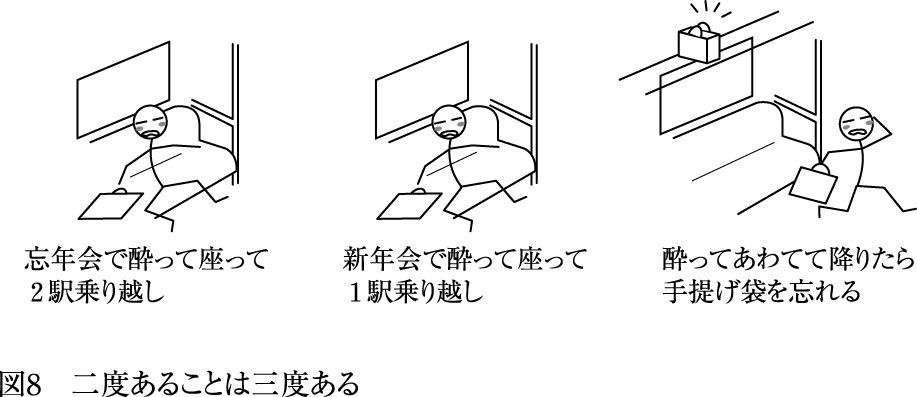 忘年会で酔って座って
２駅乗り越し
新年会で酔って座って
１駅乗り越し
酔ってあわてて降りたら
手提げ袋を忘れる
図8　二度あることは三度ある